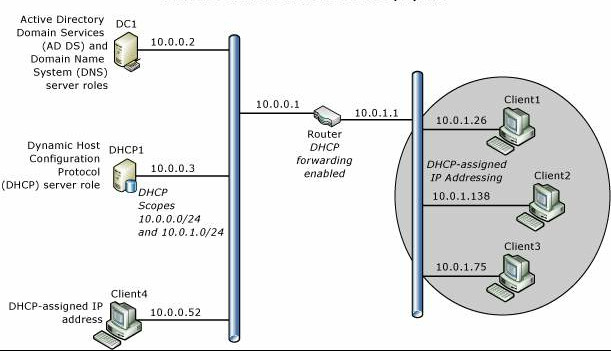 Active Directory
Domain Services
(AD DS) and
Domain Name
System (DNS)
server roles
DC1
10.0.0.2
Dynamic Host
Configuration
Protocol
(DHCP) server role
DHCP1
10.0.0.3
DHCP
Scopes
10.0.0.0/24
and 10.0.1.0/24
DHCP-assigned IP
address
Client4
10.0.0.52
10.0.0.1
Router
DHCP
forwarding
enabled
10.0.1.1
Client1
10.0.1.26
DHCP-assigned
IP Addressing
Client2
10.0.1.138
Client3
10.0.1.75